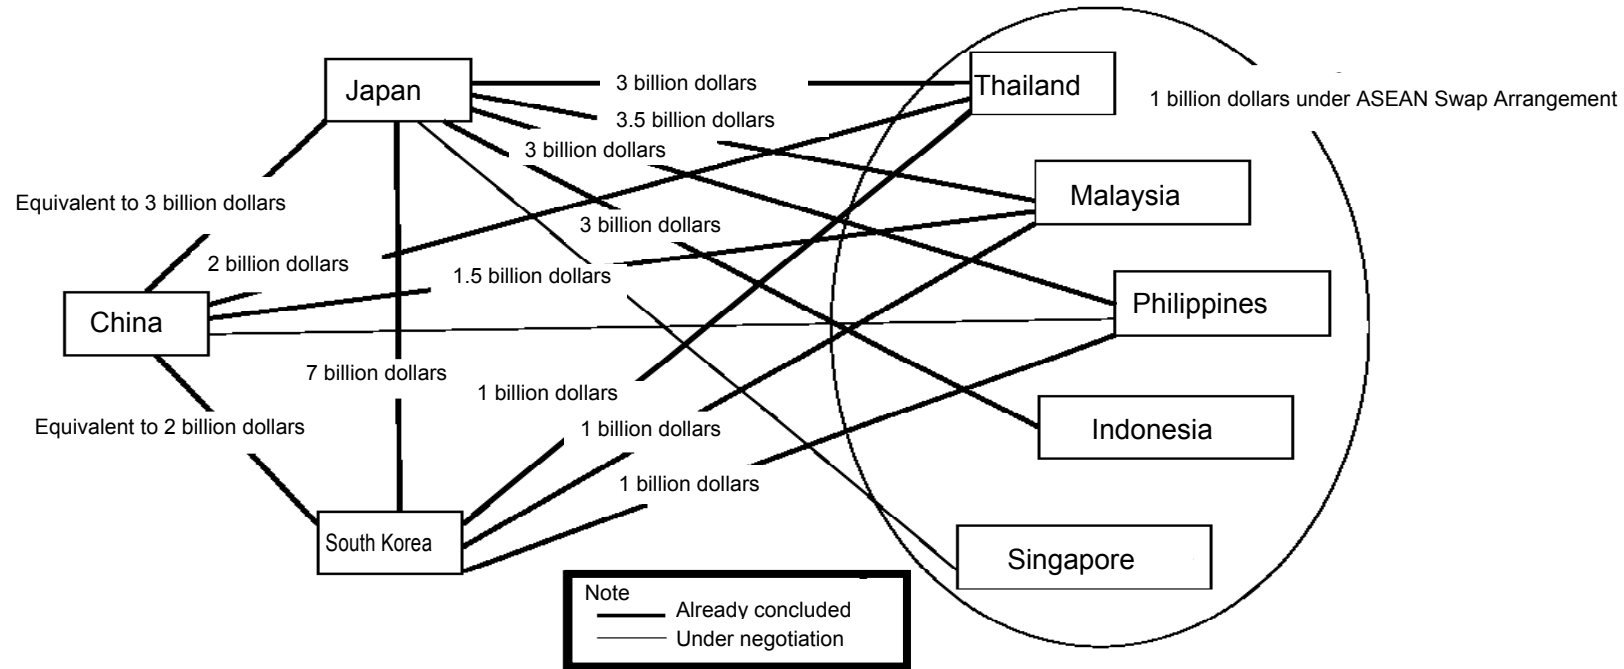 Japan
3 billion dollars
Thailand
1 billion dollars under ASEAN Swap Arrangement
3.5 billion dollars
3 billion dollars
Malaysia
Equivalent to 3 billion dollars
3 billion dollars
2 billion dollars
1.5 billion dollars
China
Philippines
7 billion dollars
1 billion dollars
Equivalent to 2 billion dollars
1 billion dollars
Indonesia
1 billion dollars
South Korea
Singapore
Note
Already concluded
Under negotiation